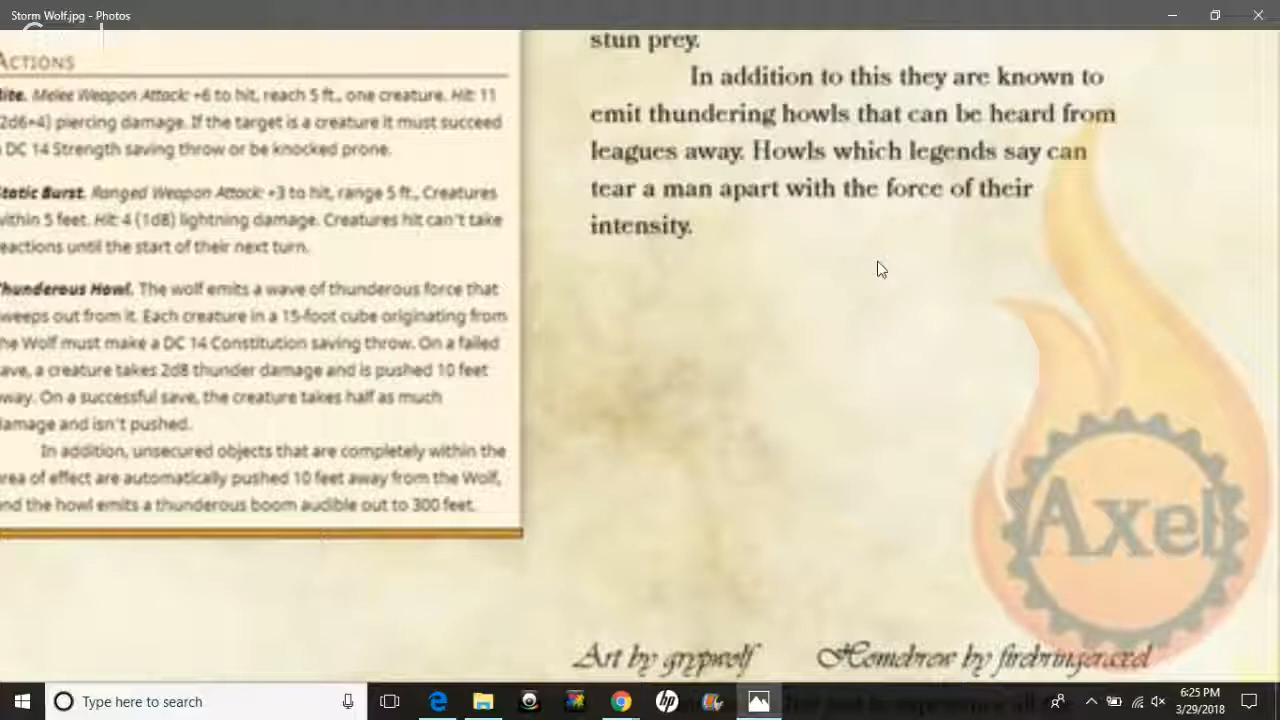 Storm Wolf.jpg - Photos
ACTIONS
Bite. Melee Weapon Attack: +6 to hit, reach 5 ft., one creature. Hit: 11
(2d6+4) piercing damage. If the target is a creature it must succeed
DC 14 Strength saving throw or be knocked prone.
Static Burst. Ranged Weapon Attack: +3 to hit, range 5 ft., Creatures
within 5 feet. Hit: 4 (1d8) lightning damage. Creatures hit can't take
reactions until the start of their next turn.
Thunderous Howl. The wolf emits a wave of thunderous force that
sweeps out from it. Each creature in a 15-foot cube originating from
the Wolf must make a DC 14 Constitution saving throw. On a failed
save, a creature takes 2d8 thunder damage and is pushed 10 feet
away. On a successful save, the creature takes half as much
damage and isn't pushed.
In addition, unsecured objects that are completely within the
area of effect are automatically pushed 10 feet away from the Wolf,
and the howl emits a thunderous boom audible out to 300 feet.
stun prey.
In addition to this they are known to
emit thundering howls that can be heard from
leagues away. Howls which legends say can
tear a man apart with the force of their
intensity.
Axel
Art by grypwolf
Homebrew by firebringer.axel
Type here to search
6:25 PM
3/29/2018